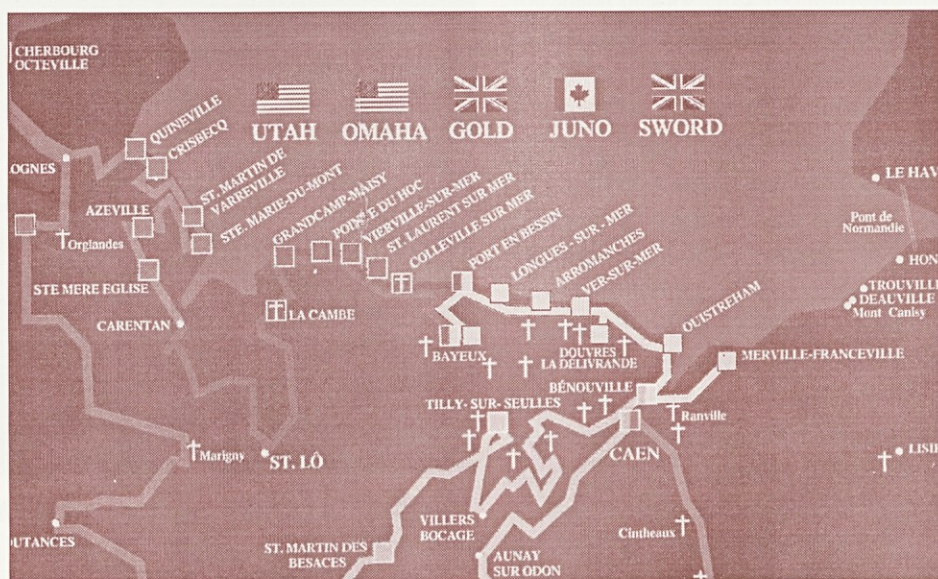 CHERBOURG
OCTEVILLE
UTAH
OMAHA
GOLD
JUNO
SWORD
QUINEVILLE
CRISBECQ
OGNES
ST. MARTIN DE
VARREVILLE
STE. MARIE-DU-MONT
GRANDCAMP-MAISY
POINTE DU HOC
VIERVILLE-SUR-MER
ST. LAURENT SUR MER
COLLEVILLE SUR MER
PORT EN BESSIN
LONGUES - SUR - MER
ARROMANCHES
VER-SUR-MER
OUISTREHAM
LE HAV
Pont de
Normandie
HON
TROUVILLE
DEAUVILLE
Mont Canisy
AZEVILLE
Orglandes
STE MERE EGLISE
CARENTAN
LA CAMBE
BAYEUX
DOUVRES
LA DÉLIVRANDE
MERVILLE-FRANCEVILLE
BÉNOUVILLE
TILLY- SUR- SEULLES
Ranville
CAEN
Marigny
ST. LÔ
LISIE
VILLERS
BOCAGE
Cintheaux
UTANCES
ST. MARTIN DES
BESACES
AUNAY
SUR ODON